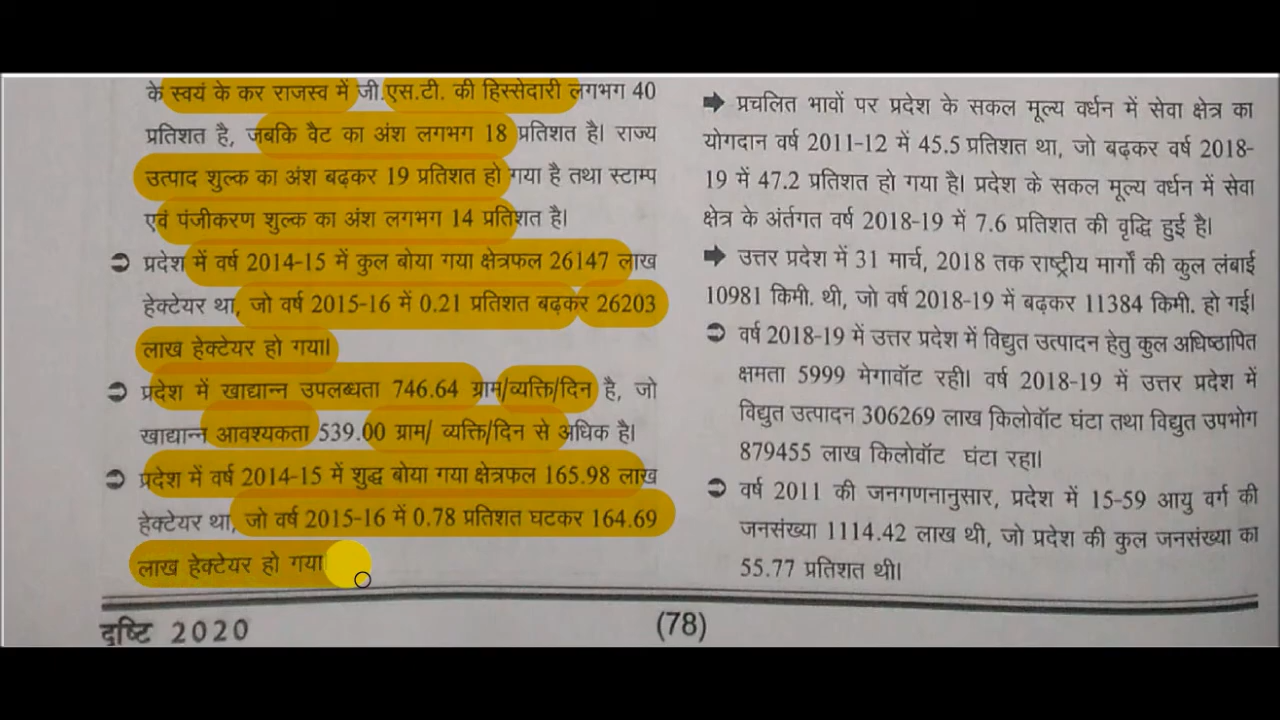 के स्वयं के कर राजस्व में जी.एस.टी. की हिस्सेदारी लगभग 40
प्रतिशत है, जबकि वैट का अंश लगभग 18 प्रतिशत है। राज्य
उत्पाद शुल्क का अंश बढ़कर 19 प्रतिशत हो गया है तथा स्टाम्प
एवं पंजीकरण शुल्क का अंश लगभग 14 प्रतिशत है।
➲ प्रदेश में वर्ष 2014-15 में कुल बोया गया क्षेत्रफल 26147 लाख
हेक्टेयर था, जो वर्ष 2015-16 में 0.21 प्रतिशत बढ़कर 26203
लाख हेक्टेयर हो गया।
➲ प्रदेश में खाद्यान्न उपलब्धता 746.64 ग्राम/व्यक्ति/दिन है, जो
खाद्यान्न आवश्यकता 539.00 ग्राम/ व्यक्ति/दिन से अधिक है।
➲ प्रदेश में वर्ष 2014-15 में शुद्ध बोया गया क्षेत्रफल 165.98 लाख
हेक्टेयर था, जो वर्ष 2015-16 में 0.78 प्रतिशत घटकर 164.69
लाख हेक्टेयर हो गया
➡ प्रचलित भावों पर प्रदेश के सकल मूल्य वर्धन में सेवा क्षेत्र का
योगदान वर्ष 2011-12 में 45.5 प्रतिशत था, जो बढ़कर वर्ष 2018-
19 में 47.2 प्रतिशत हो गया है। प्रदेश के सकल मूल्य वर्धन में सेवा
क्षेत्र के अंर्तगत वर्ष 2018-19 में 7.6 प्रतिशत की वृद्धि हुई है।
➡ उत्तर प्रदेश में 31 मार्च, 2018 तक राष्ट्रीय मार्गों की कुल लंबाई
10981 किमी. थी, जो वर्ष 2018-19 में बढ़कर 11384 किमी. हो गई।
➲ वर्ष 2018-19 में उत्तर प्रदेश में विद्युत उत्पादन हेतु कुल अधिष्ठापित
क्षमता 5999 मेगावॉट रही। वर्ष 2018-19 में उत्तर प्रदेश में
विद्युत उत्पादन 306269 लाख किलोवॉट घंटा तथा विद्युत उपभोग
879455 लाख किलोवॉट घंटा रहा।
➲ वर्ष 2011 की जनगणनानुसार, प्रदेश में 15-59 आयु वर्ग की
जनसंख्या 1114.42 लाख थी, जो प्रदेश की कुल जनसंख्या का
55.77 प्रतिशत थी।
दृष्टि 2020
(78)